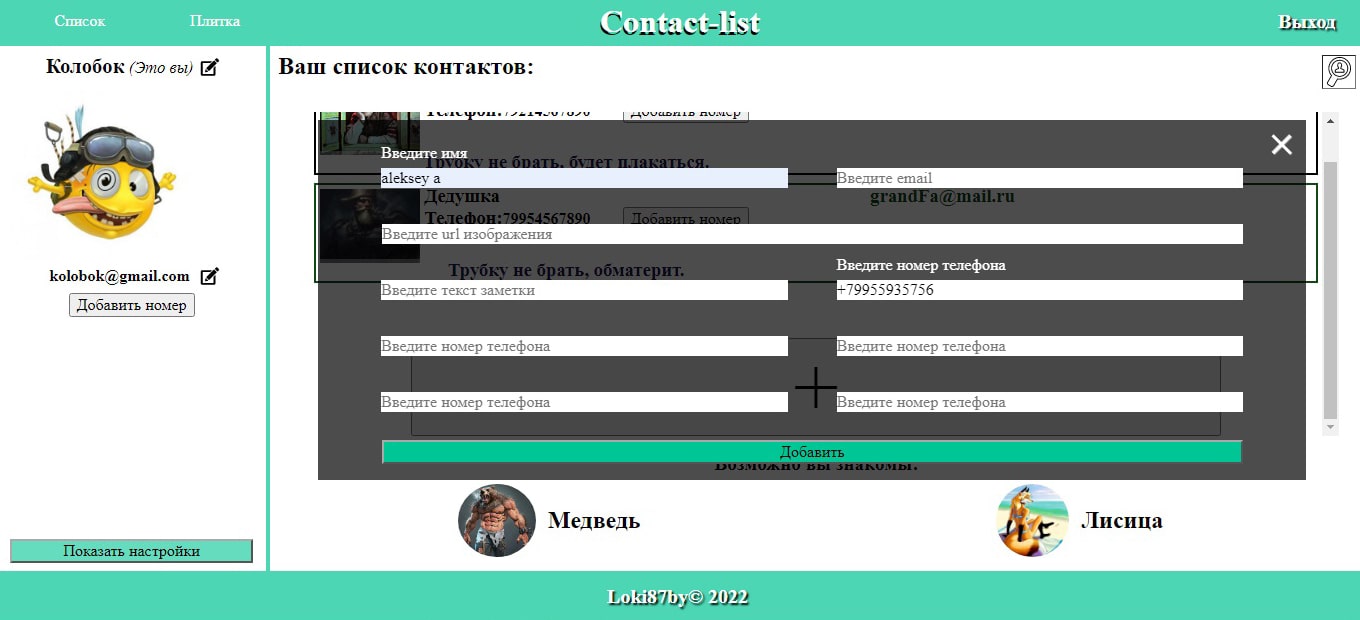 Список Плитка Contact-list Выход
Колобок (Это вы)
Ваш список контактов:
Телефон:79214567890 Добавить номер
Введите имя
Трубку не брать, будет плакаться.
aleksey a Введите email
Дедушка grandFa@mail.ru
Телефон:79954567890 Добавить номер
Введите url изображения
Введите номер телефона
Трубку не брать, обматерит.
kolobok@gmail.com
Введите текст заметки +79955935756
Добавить номер
Введите номер телефона Введите номер телефона
Введите номер телефона Введите номер телефона
Добавить
Возможно вы знакомы:
Медведь Лисица
Показать настройки
Loki87by© 2022